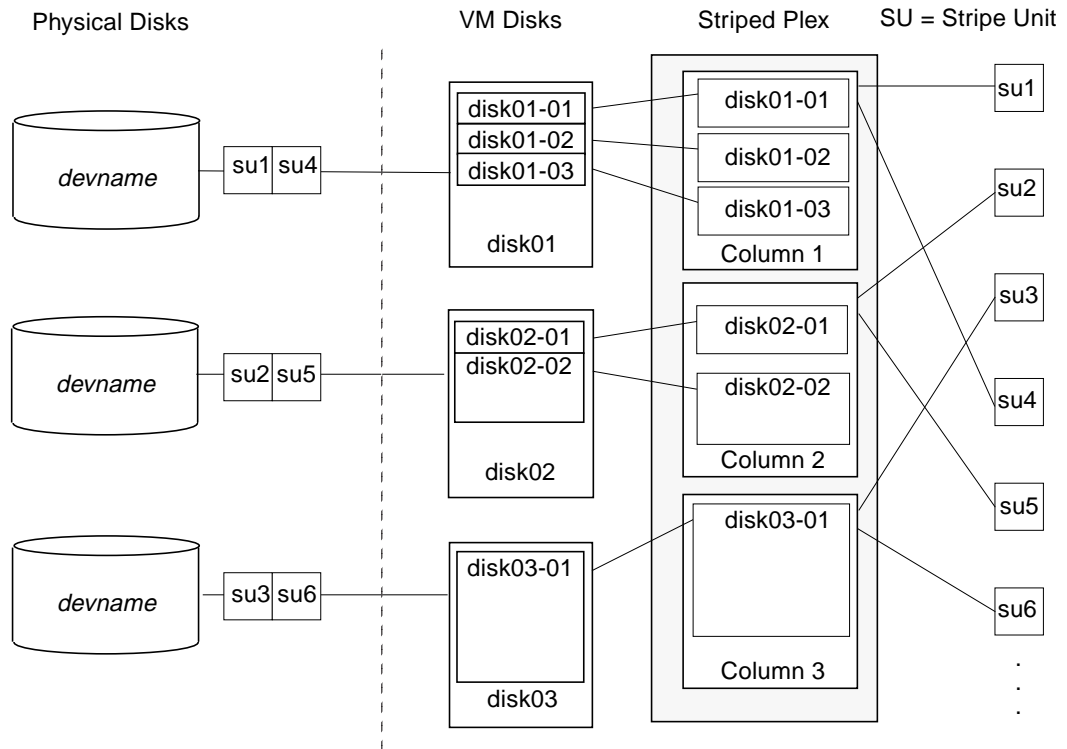 Physical Disks
VM Disks
Striped Plex
SU = Stripe Unit
devname
su1 su4
disk01-01
disk01-02
disk01-03
disk01
disk01-01
disk01-02
disk01-03
Column 1
su1
su2
devname
su2 su5
disk02-01
disk02-02
disk02
disk02-01
disk02-02
Column 2
su3
su4
devname
su3 su6
disk03-01
disk03
disk03-01
Column 3
su5
su6
.
.
.